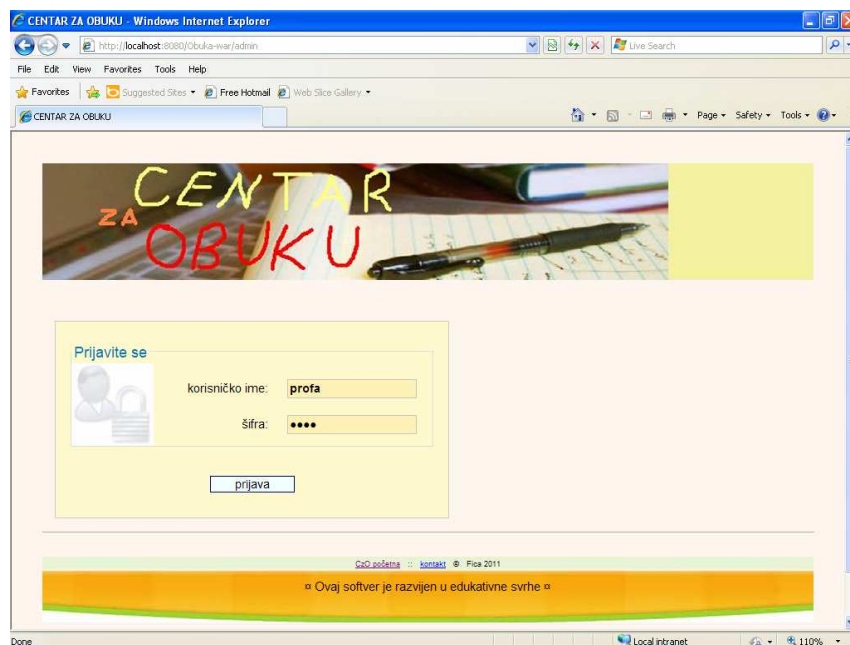 CENTAR ZA OBUKU - Windows Internet Explorer
http://localhost:8080/Obuka-war/admin
Live Search
File Edit View Favorites Tools Help
Favorites Suggested Sites Free Hotmail Web Slice Gallery
CENTAR ZA OBUKU Page Safety Tools
CENTAR
ZA
OBUKU
Prijavite se
korisničko ime: profa
šifra: ••••
prijava
CzO početna :: kontakt © Fica 2011
¤ Ovaj softver je razvijen u edukativne svrhe ¤
Done Local intranet 110%